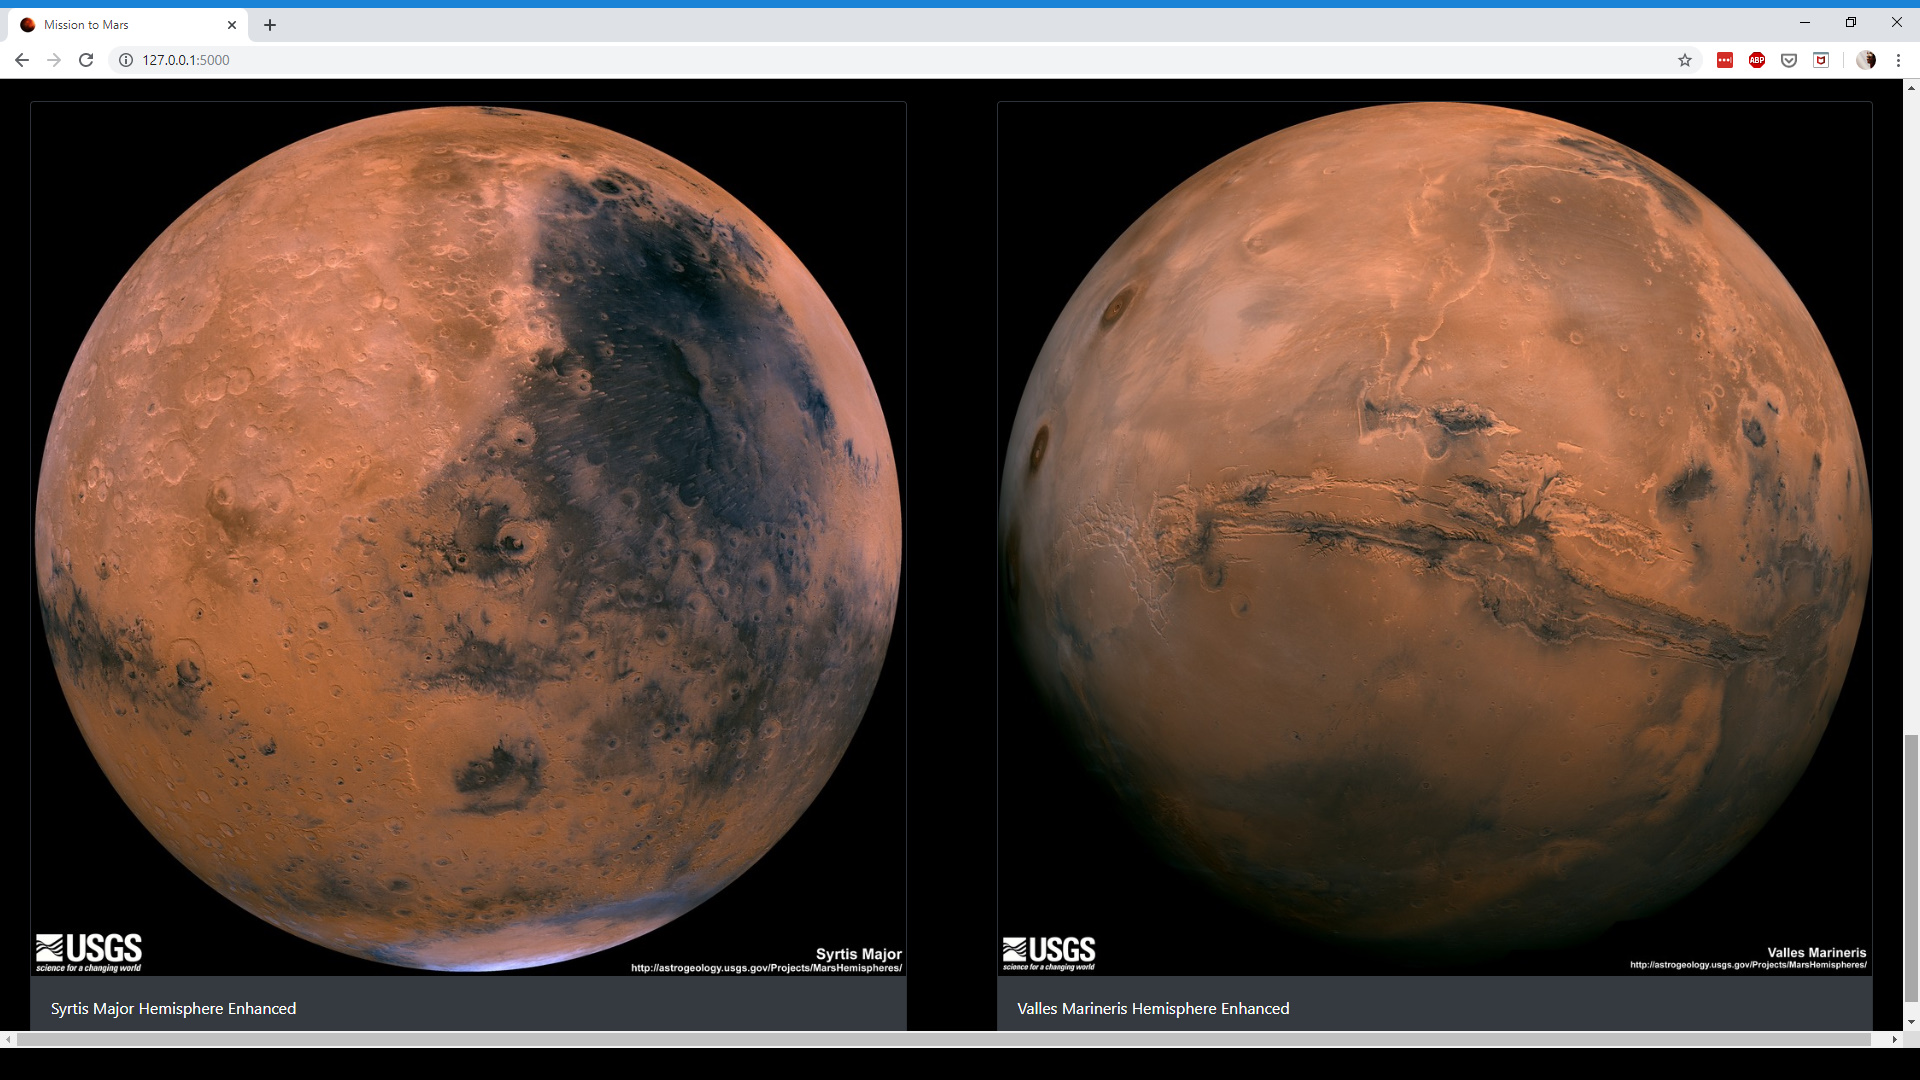 Mission to Mars
127.0.0.1:5000
ABP
USGS
science for a changing world
Syrtis Major
http://astrogeology.usgs.gov/Projects/MarsHemispheres/
USGS
science for a changing world
Valles Marineris
http://astrogeology.usgs.gov/Projects/MarsHemispheres/
Syrtis Major Hemisphere Enhanced
Valles Marineris Hemisphere Enhanced